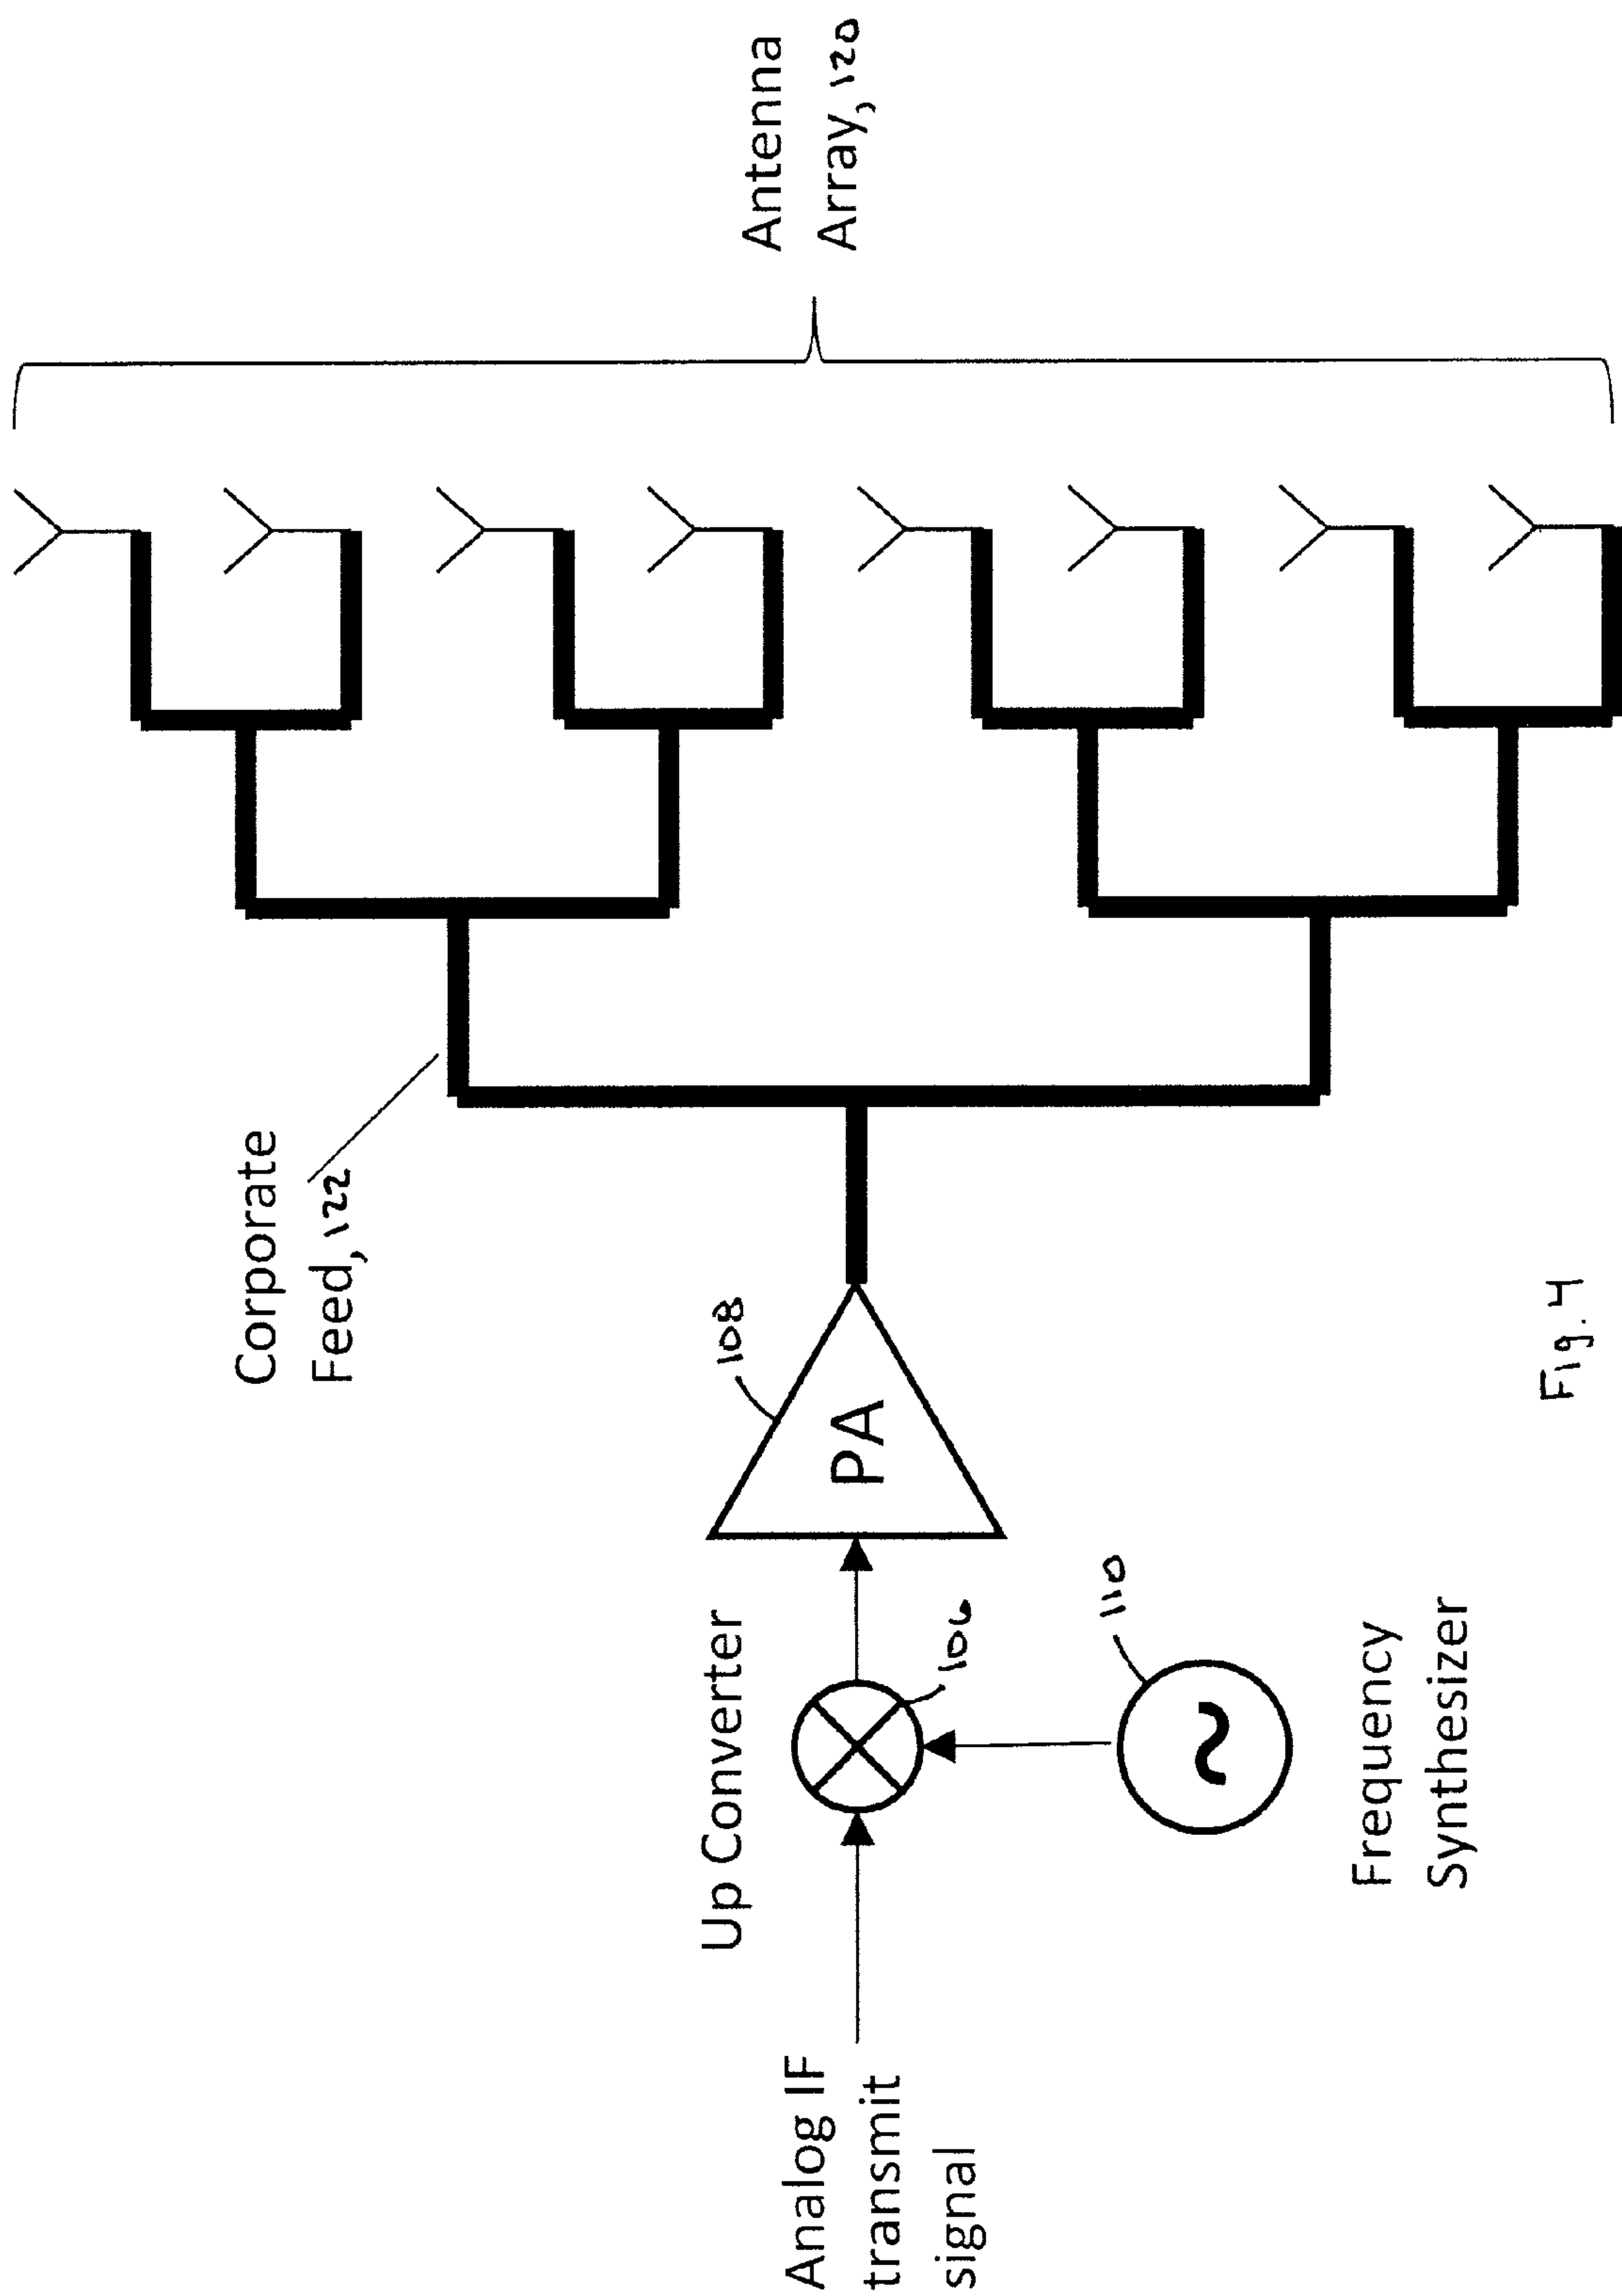 Analog IF
transmit
signal
Up Converter
106
Frequency
Synthesizer
110
PA
108
Corporate
Feed, 122
Antenna
Array, 120
Fig. 4